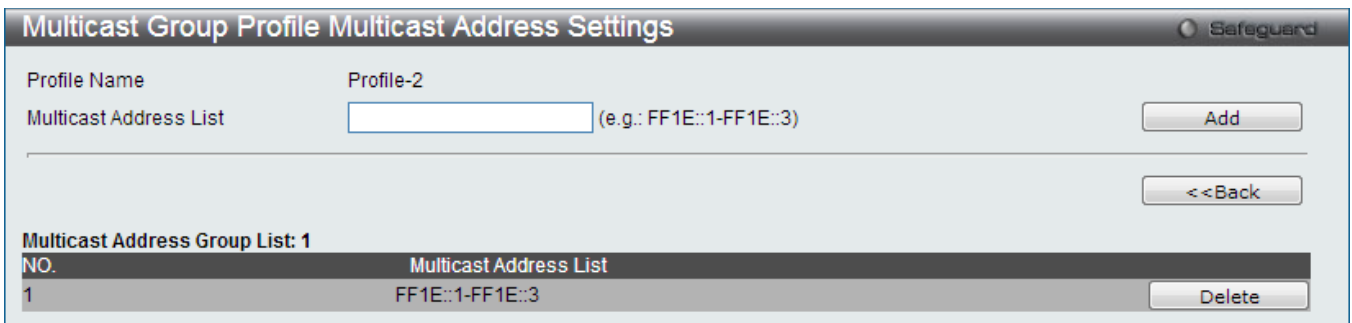 Multicast Group Profile Multicast Address Settings Safeguard
Profile Name Profile-2
Multicast Address List (e.g.: FF1E::1-FF1E::3) Add
<<Back
Multicast Address Group List: 1
NO. Multicast Address List
1 FF1E::1-FF1E::3 Delete